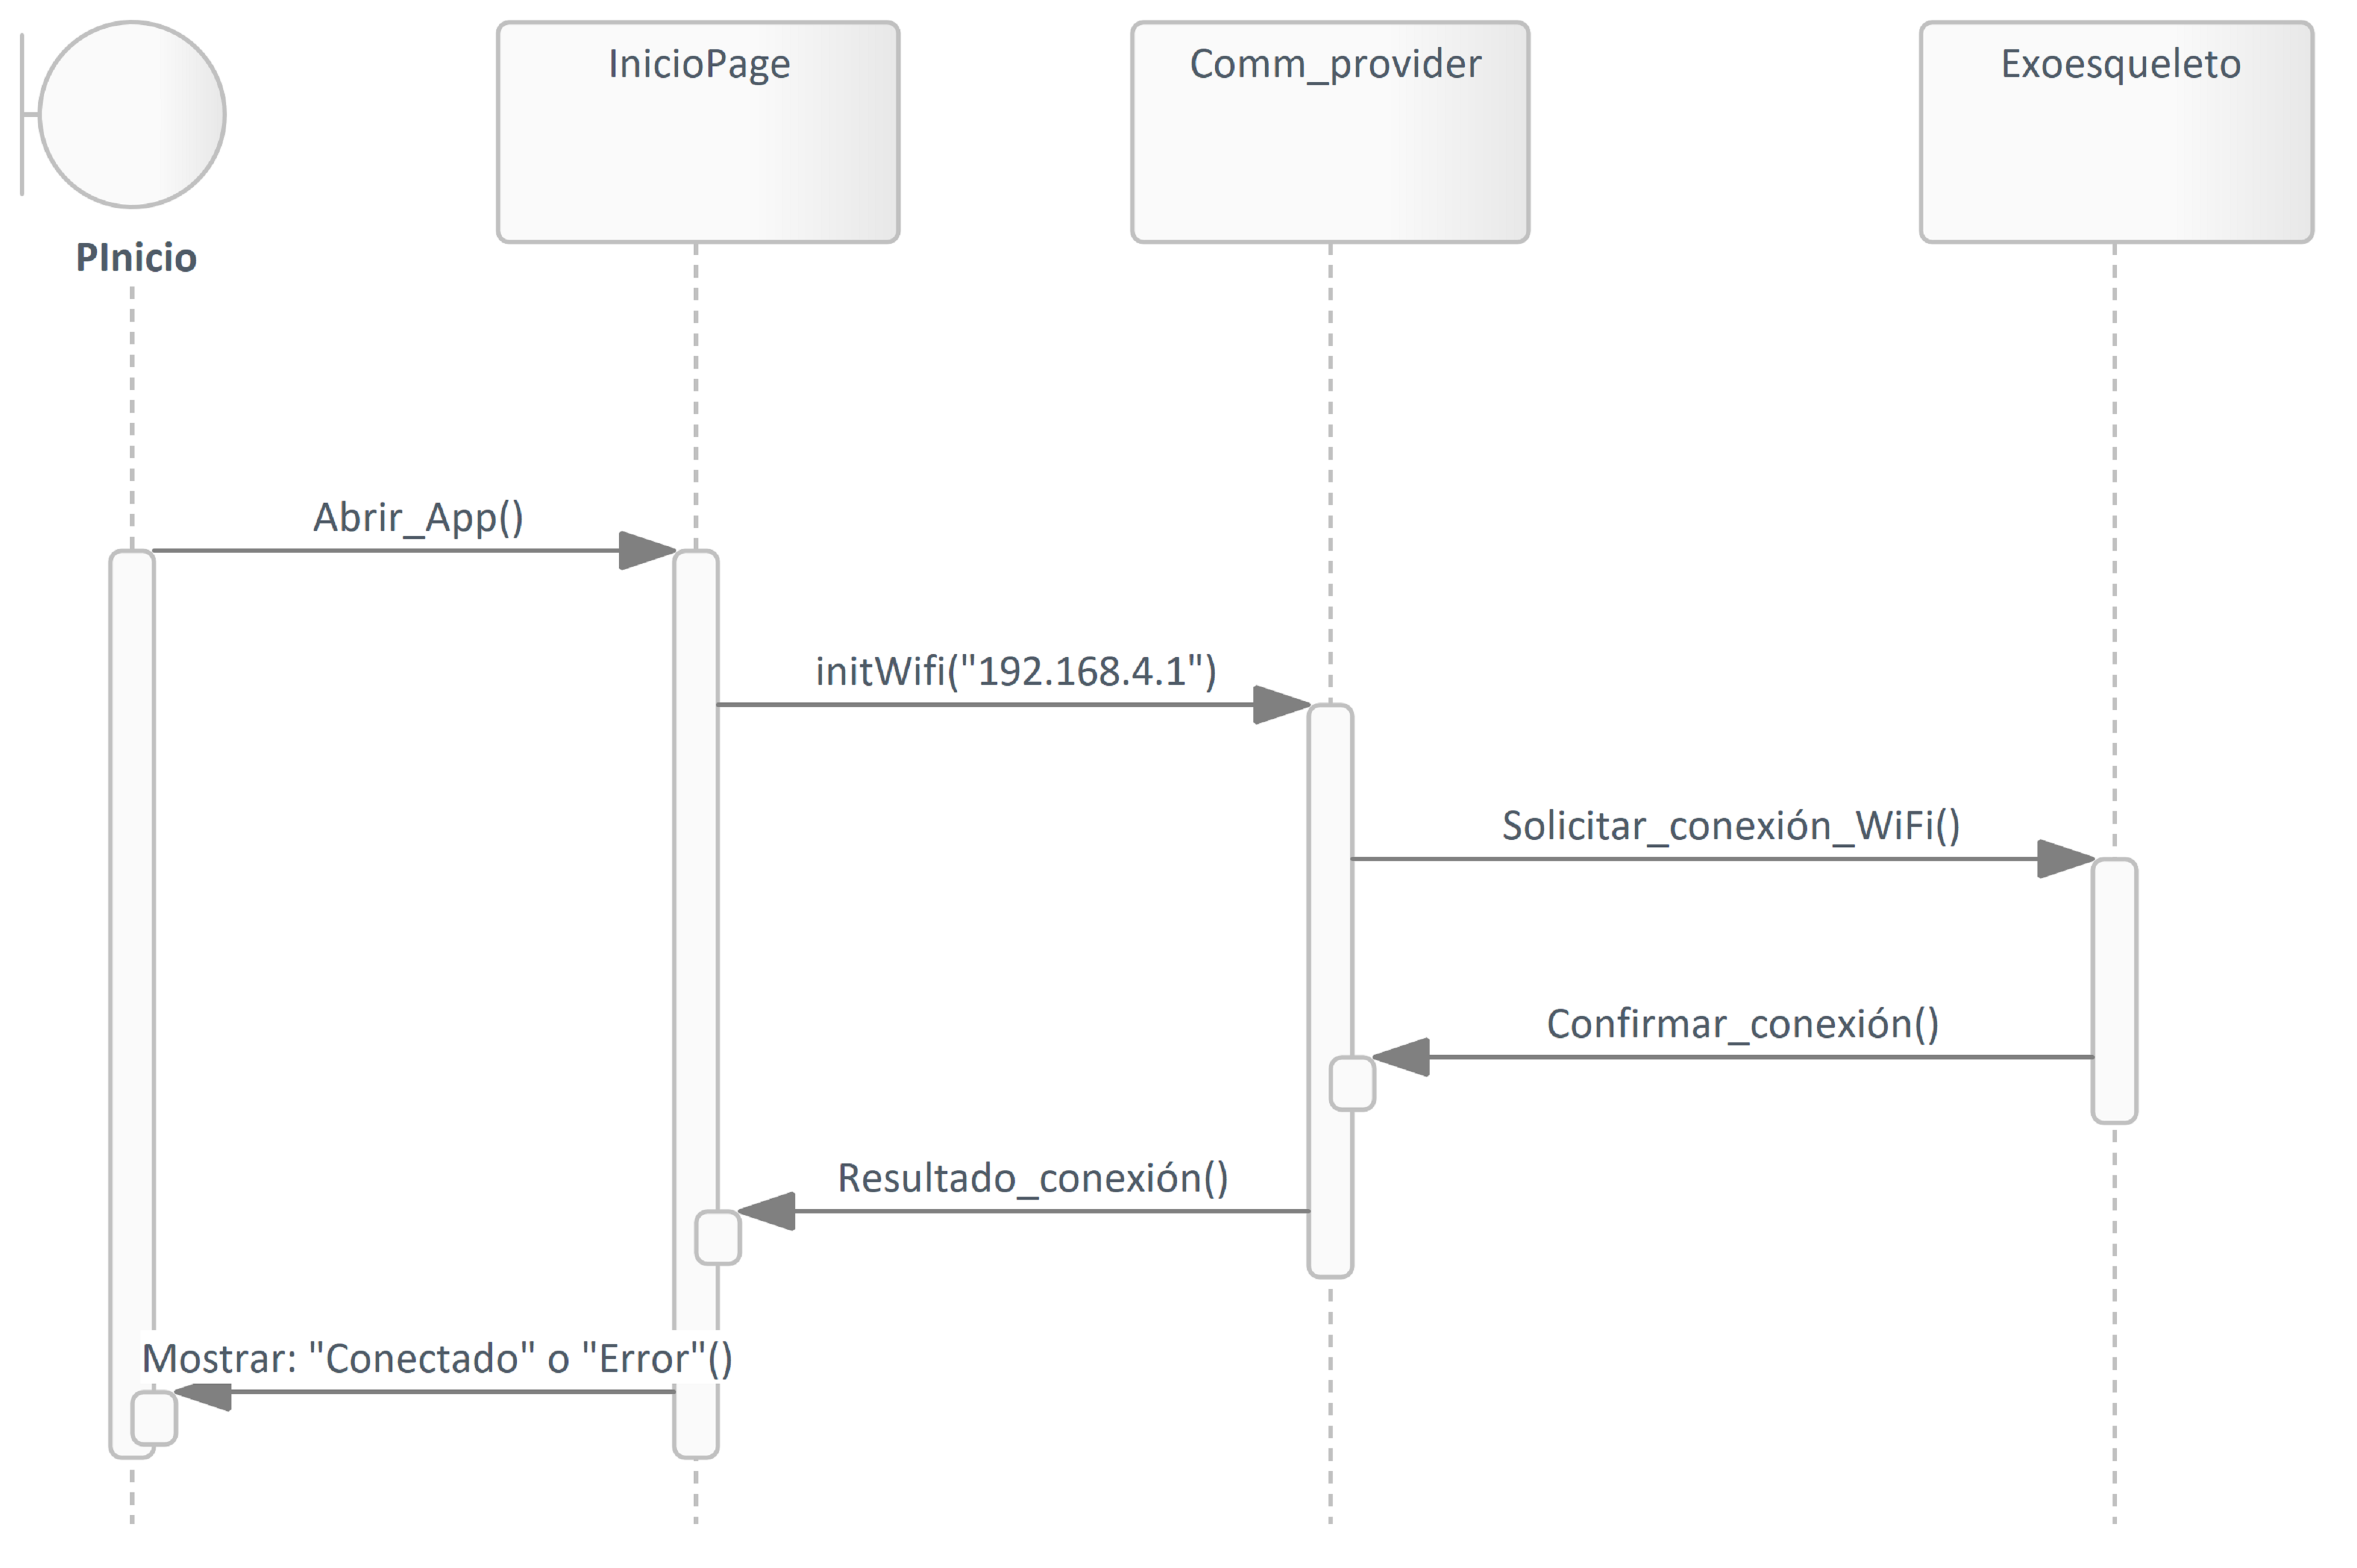 InicioPage
Comm_provider
Exoesqueleto
PInicio
Abrir_App()
initWifi("192.168.4.1")
Solicitar_conexión_WiFi()
Confirmar_conexión()
Resultado_conexión()
Mostrar: "Conectado" o "Error"()